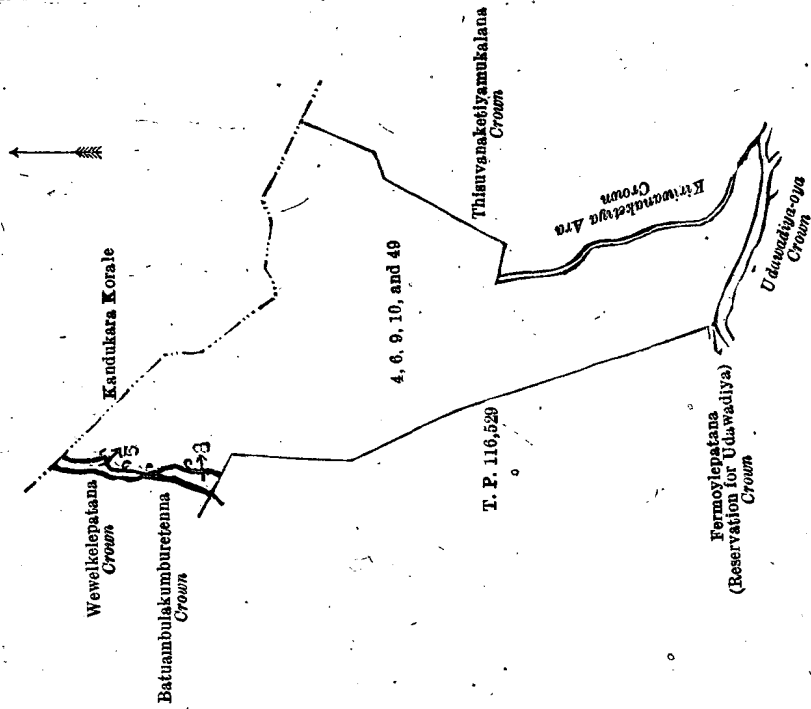 Kandukara Korale
Wewelkelepatana
Crown
Batuambulakumburetenna
Crown
Thisuvanaketiyamukalana
Crown
4, 6, 9, 10, and 49
Kiriwanaketiya Ara
Crown
T. P. 116,529
Udawadiya-oya
Crown
Fermoylepatana
(Reservation for Udawadiya)
Crown